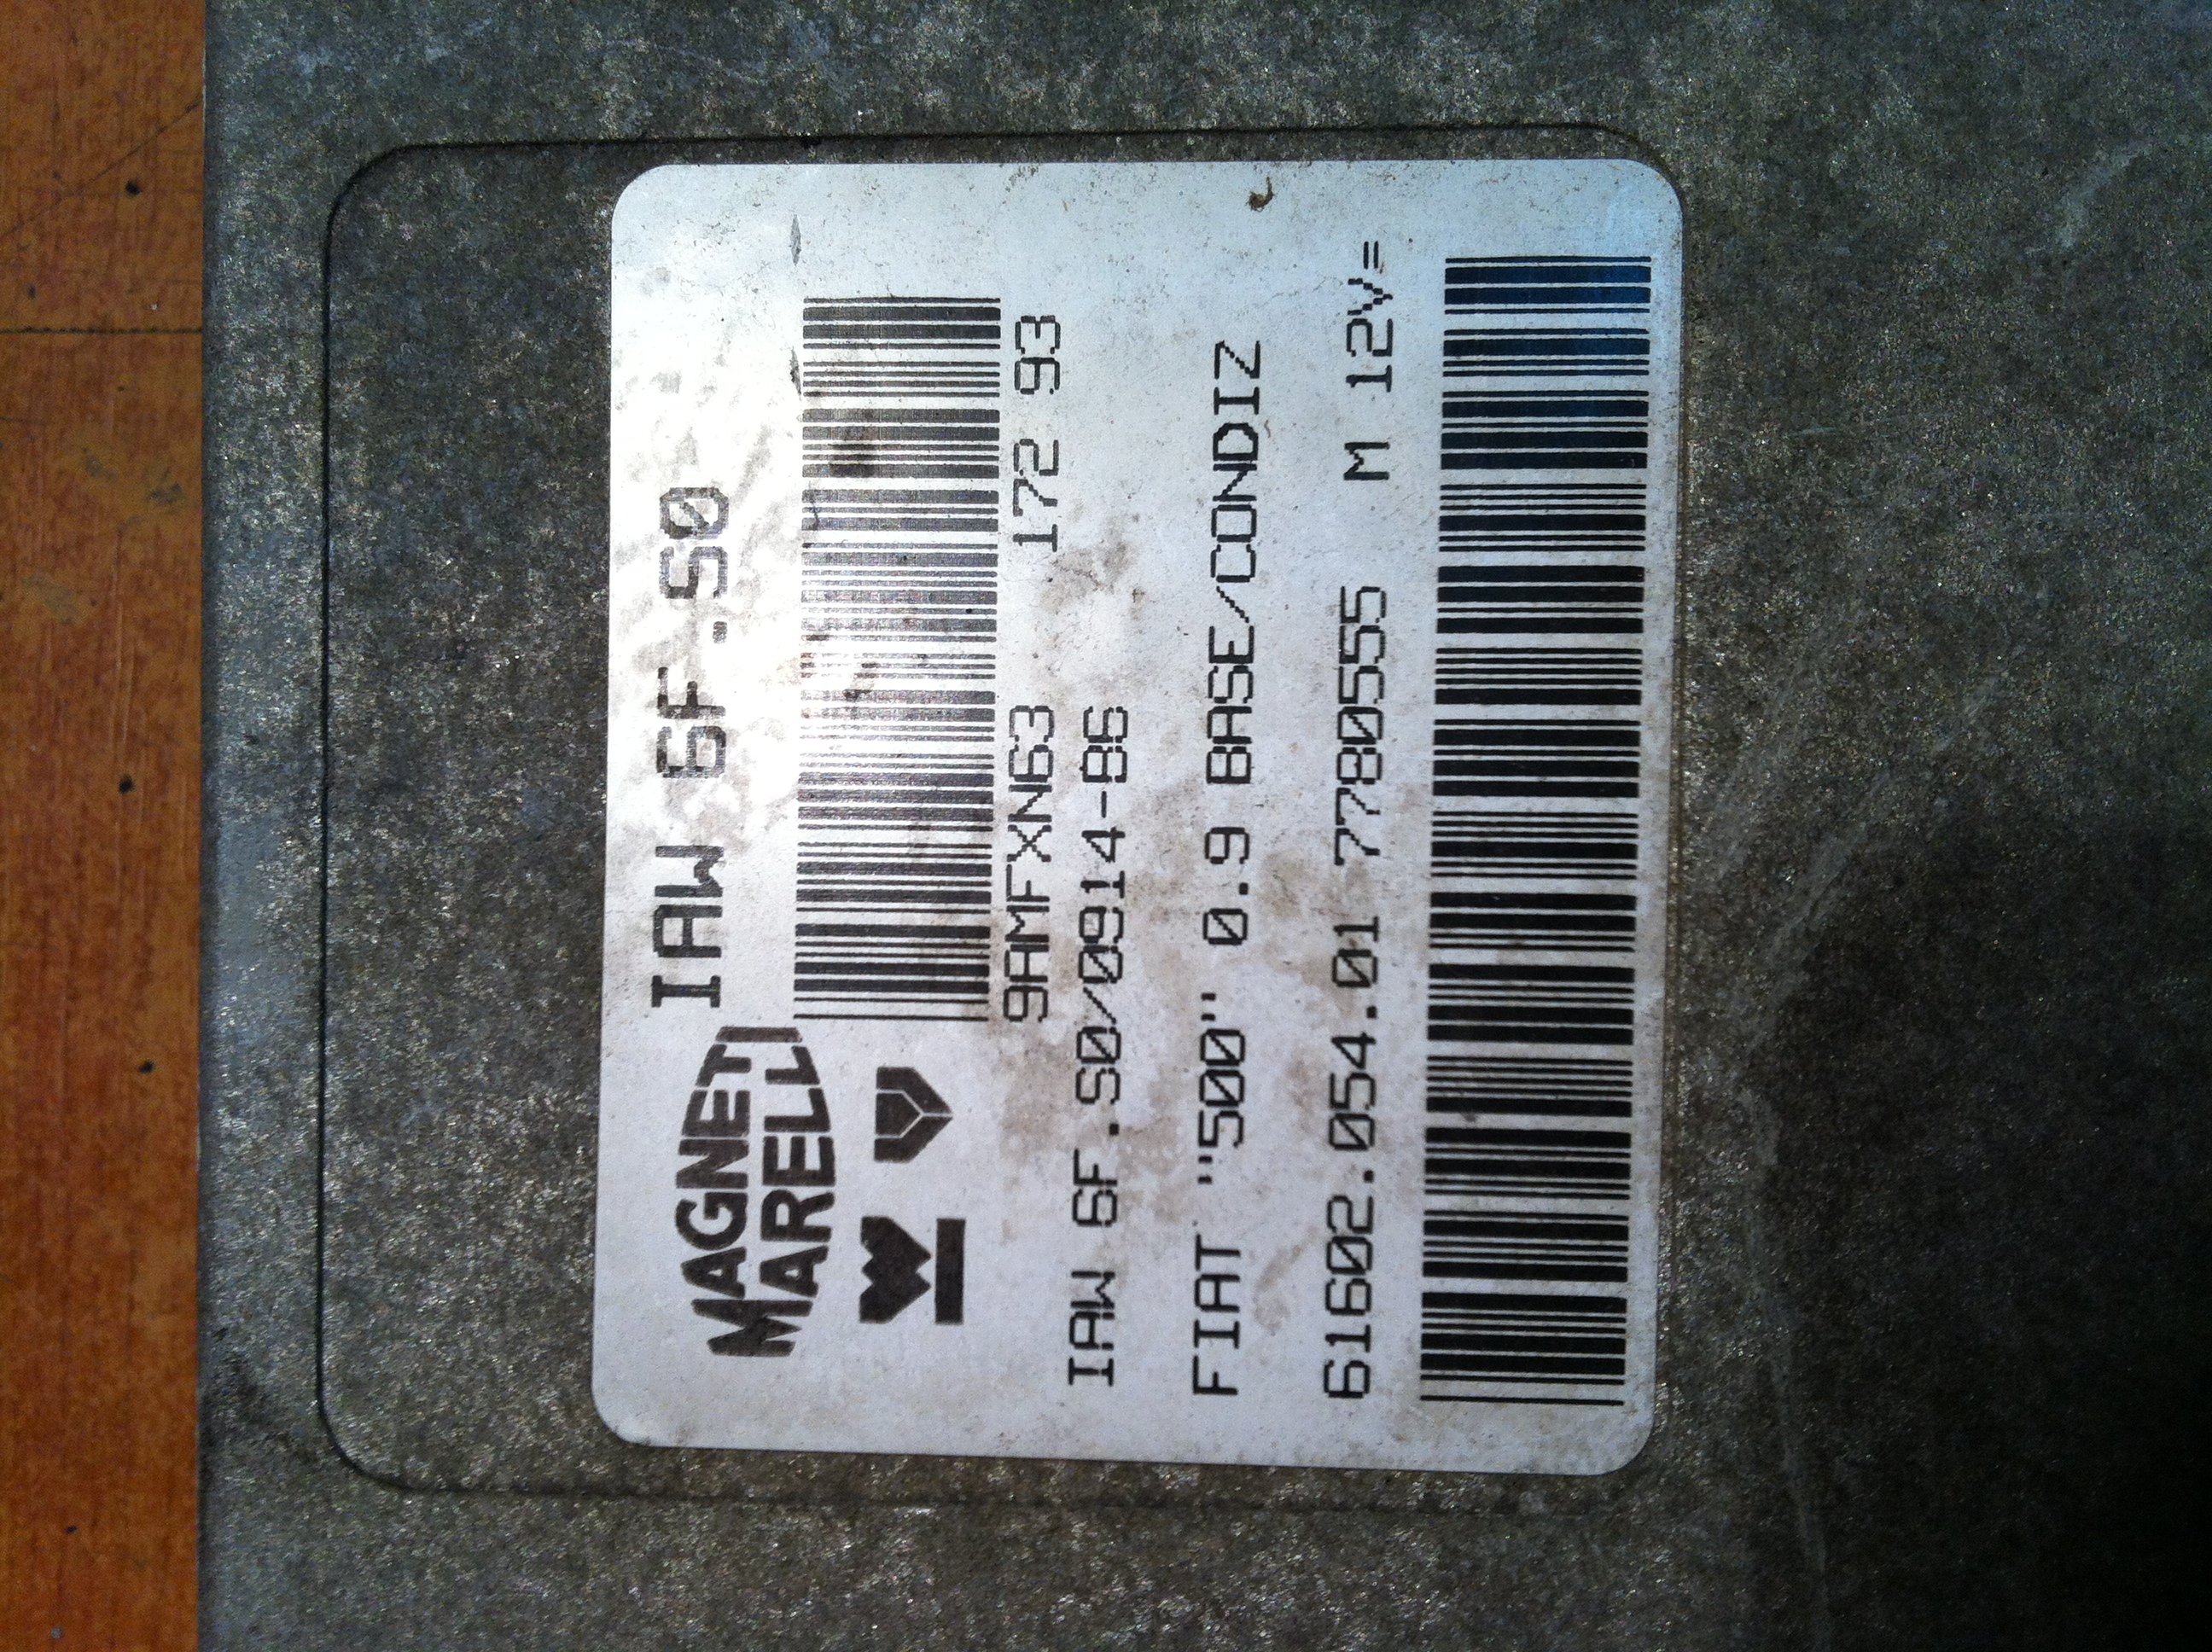 MAGNETI
MARELLI
IAW 6F.S0
9AMFXN63 172 93
IAW 6F.S0/0914-86
FIAT "500" 0.9 BASE/CONDIZ
61602.054.01 7780555 M 12V=